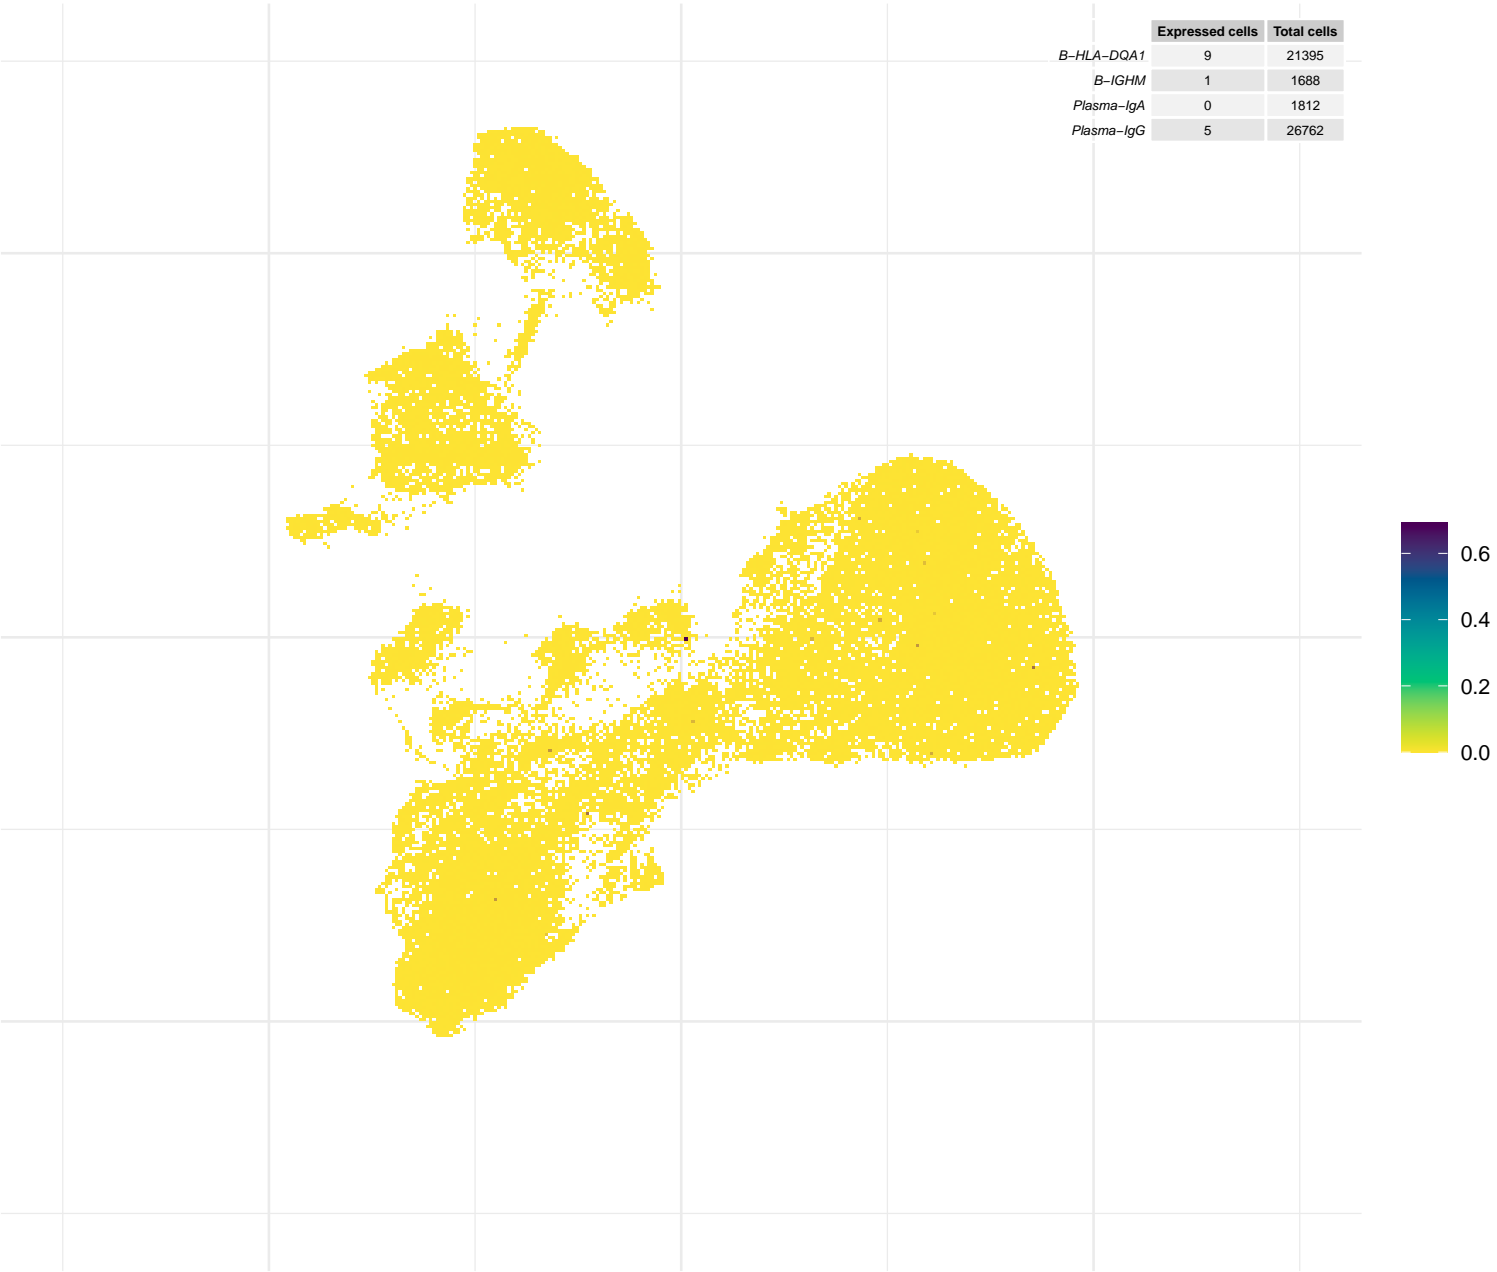 Expressed cells Total cells
B−HLA−DQA1 9 21395
B−IGHM 1 1688
Plasma−IgA 0 1812
Plasma−IgG 5 26762
0.6
0.4
0.2
0.0